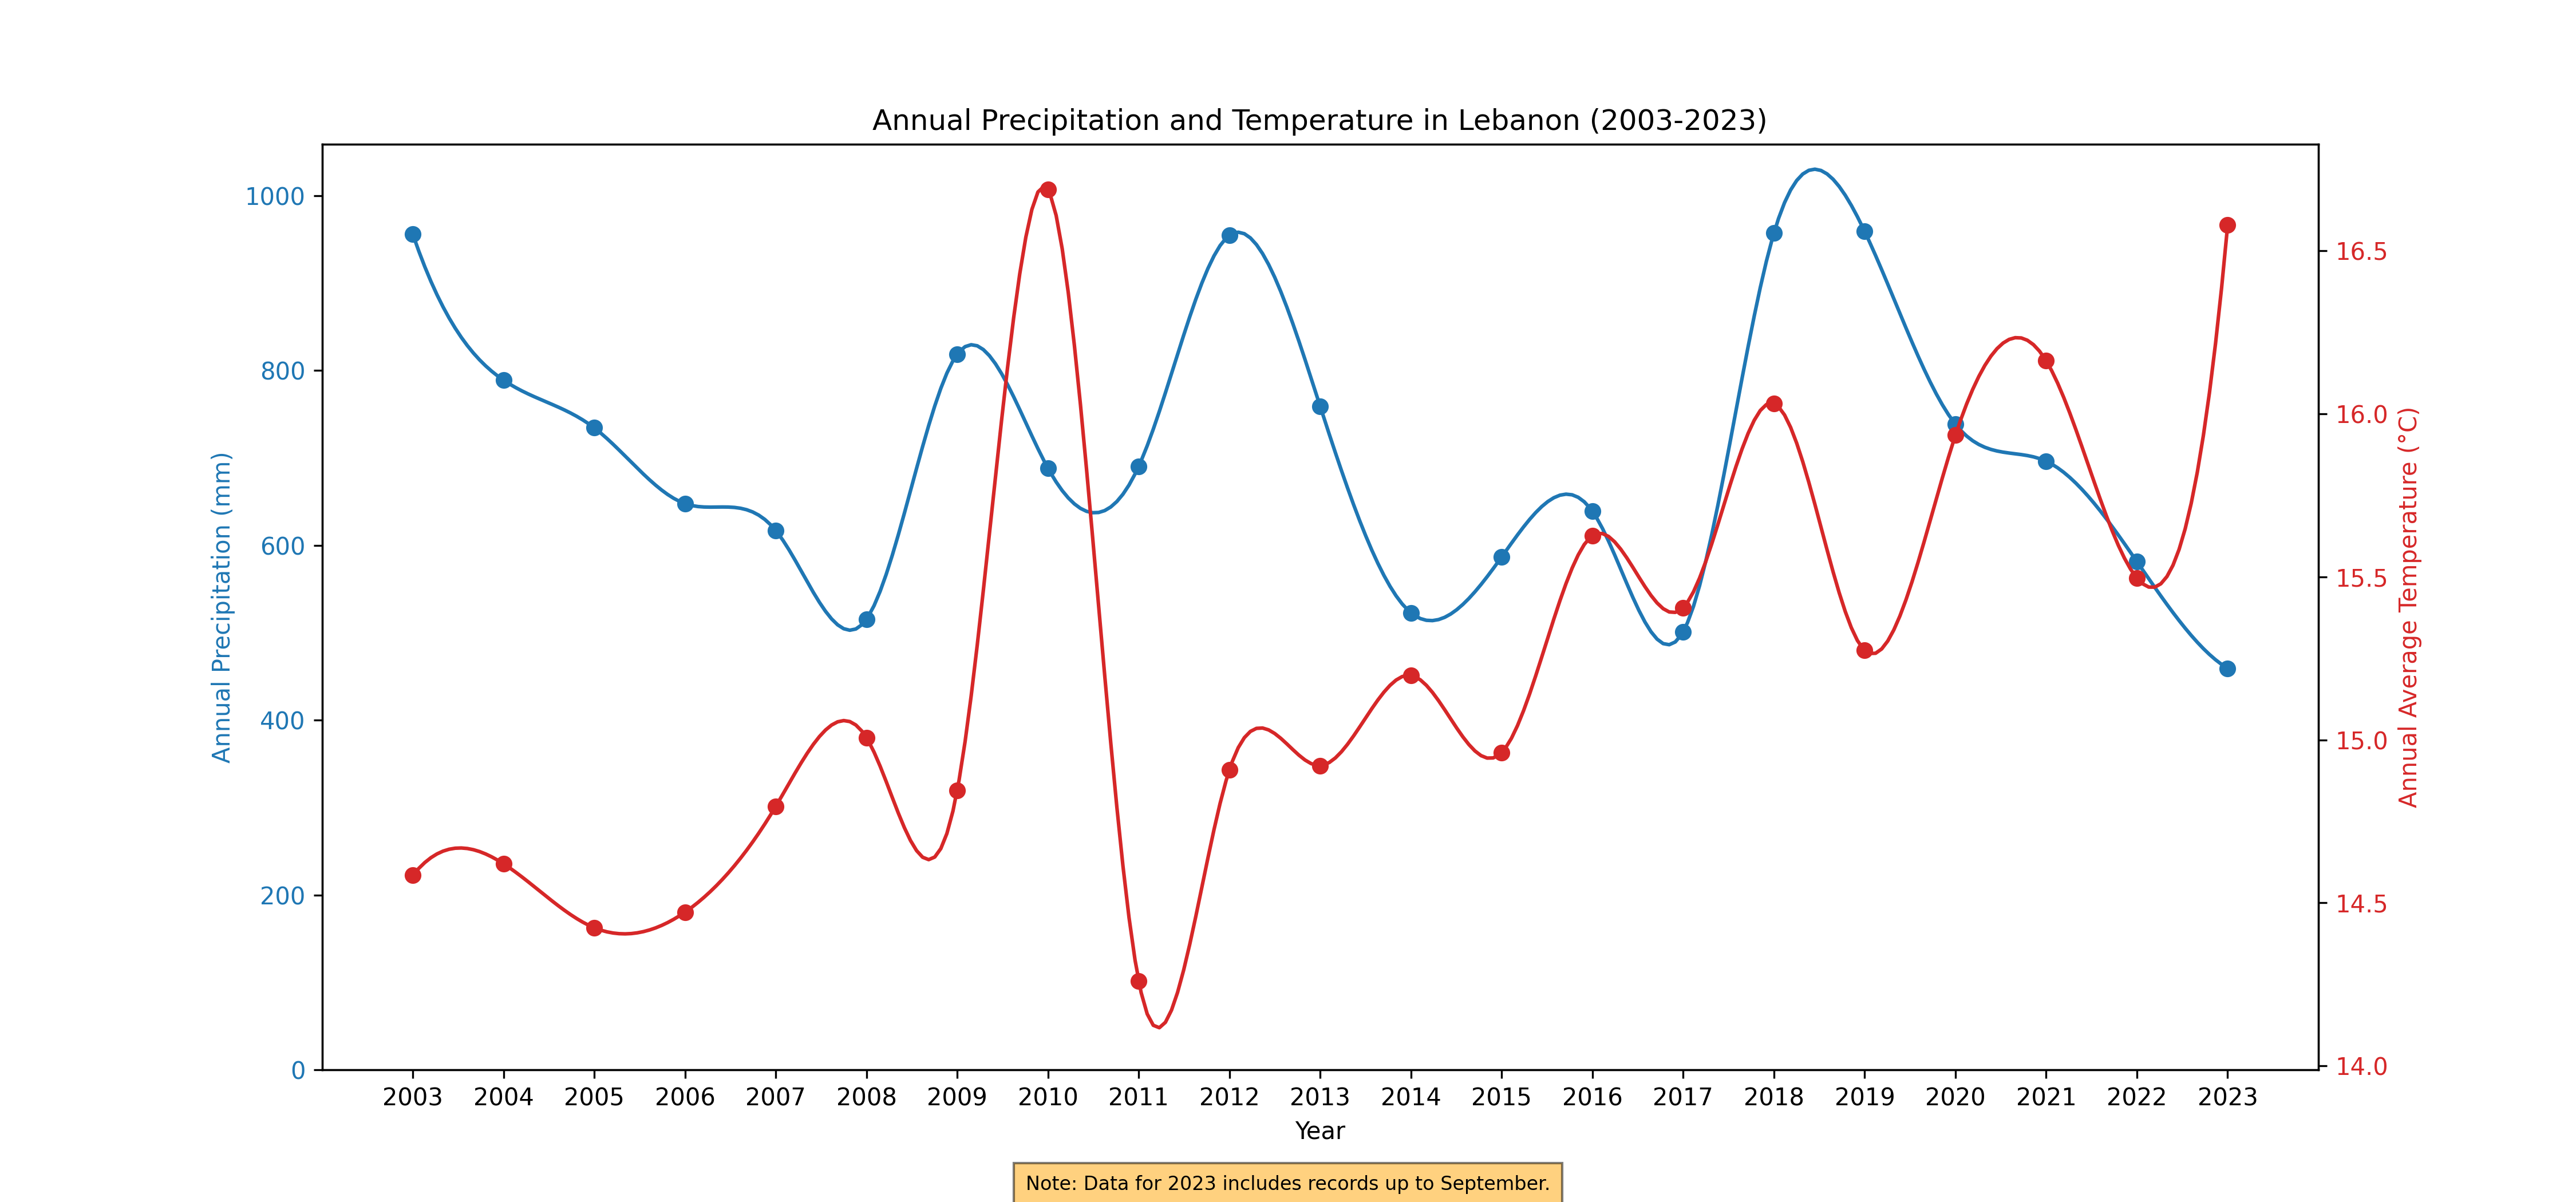 Annual Precipitation and Temperature in Lebanon (2003-2023)
Annual Precipitation (mm)
1000
800
600
400
200
0
16.5
16.0
15.5
15.0
14.5
14.0
Annual Average Temperature (°C)
2003 2004 2005 2006 2007 2008 2009 2010 2011 2012 2013 2014 2015 2016 2017 2018 2019 2020 2021 2022 2023
Year
Note: Data for 2023 includes records up to September.